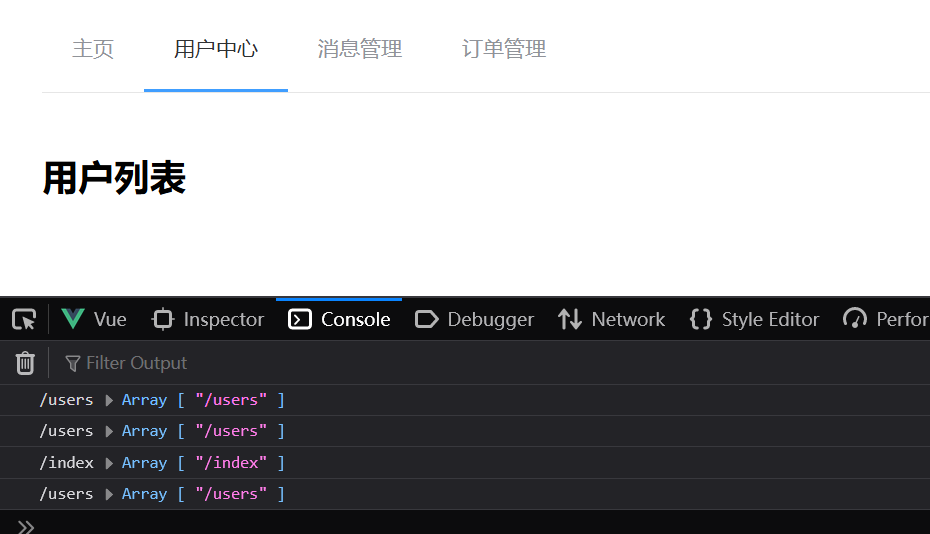 主页 用户中心 消息管理 订单管理
用户列表
Vue Inspector Console Debugger Network Style Editor Perfor
Filter Output
/users ▶ Array [ "/users" ]
/users ▶ Array [ "/users" ]
/index ▶ Array [ "/index" ]
/users ▶ Array [ "/users" ]